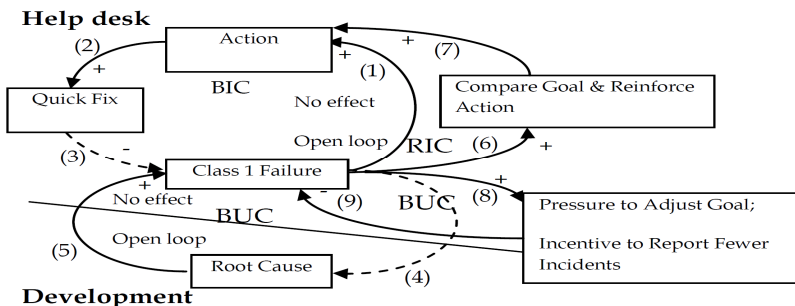 Help desk
(2)
Action
+
(7)
+
+
(1)
BIC
Quick Fix
No effect
Compare Goal & Reinforce
Action
(3)
-
Open loop
RIC
(6)
+
Class 1 Failure
+
+
(8)
No effect
-
(9)
BUC
BUC
Pressure to Adjust Goal;
Incentive to Report Fewer
Incidents
(5)
Open loop
Root Cause
(4)
Development